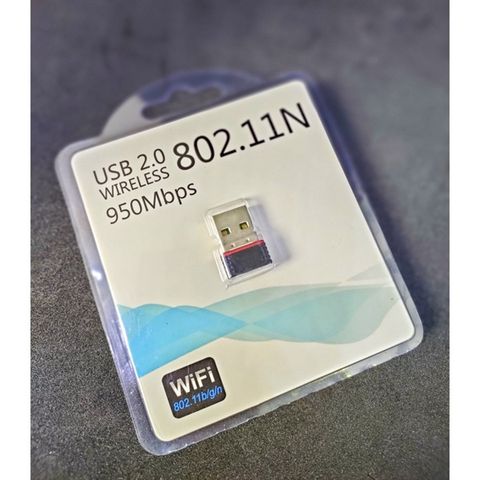 USB 2.0
WIRELESS
802.11N
950Mbps
WiFi
802.11b/g/n